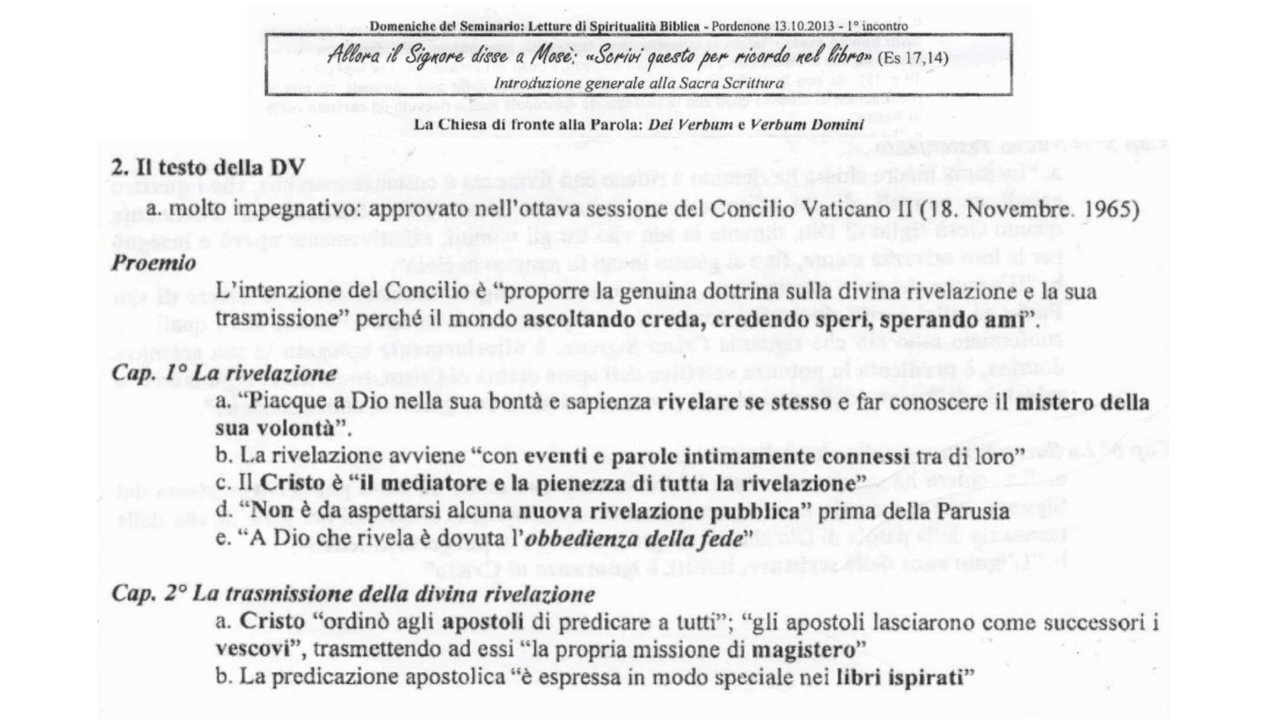 Domeniche del Seminario: Letture di Spiritualità Biblica - Pordenone 13.10.2013 - 1° incontro
Allora il Signore disse a Mosè: «Scrivi questo per ricordo nel libro» (Es 17,14)
Introduzione generale alla Sacra Scrittura
La Chiesa di fronte alla Parola: Dei Verbum e Verbum Domini
2. Il testo della DV
a. molto impegnativo: approvato nell'ottava sessione del Concilio Vaticano II (18. Novembre. 1965)
Proemio
L'intenzione del Concilio è “proporre la genuina dottrina sulla divina rivelazione e la sua
trasmissione” perché il mondo ascoltando creda, credendo speri, sperando ami”.
Cap. 1° La rivelazione
a. “Piacque a Dio nella sua bontà e sapienza rivelare se stesso e far conoscere il mistero della
sua volontà”.
b. La rivelazione avviene “con eventi e parole intinamente connessi tra di loro”
c. Il Cristo è “il mediatore e la pienezza di tutta la rivelazione”
d. “Non è da aspettarsi alcuna nuova rivelazione pubblica” prima della Parusia
e. “A Dio che rivela è dovuta l'obbedienza della fede”
Cap. 2° La trasmissione della divina rivelazione
a. Cristo “ordinò agli apostoli di predicare a tutti”; “gli apostoli lasciarono come successori i
vescovi”, trasmettendo ad essi “la propria missione di magistero”
b. La predicazione apostolica “è espressa in modo speciale nei libri ispirati”